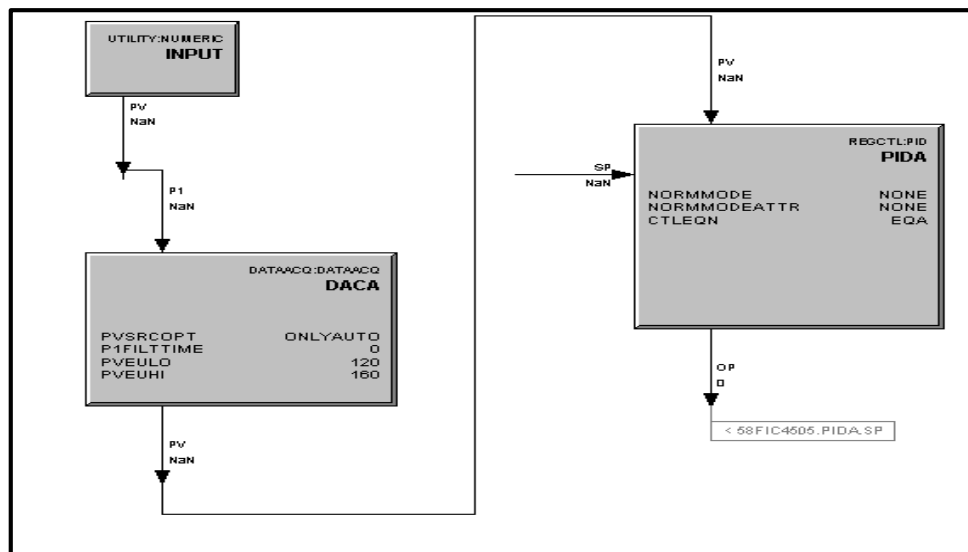 UTILITY:NUMERIC
INPUT
PV
NaN
P1
NaN
DATAACQ:DATAACQ
DACA
PVSRCOPT ONLYAUTO
P1FILTTIME 0
PVEULO 120
PVEUHI 160
PV
NaN
PV
NaN
SP
NaN
REGCTL:PID
PIDA
NORMMODE NONE
NORMMODEATTR NONE
CTLEQN EQA
OP
0
< 58FIC4505.PIDA.SP